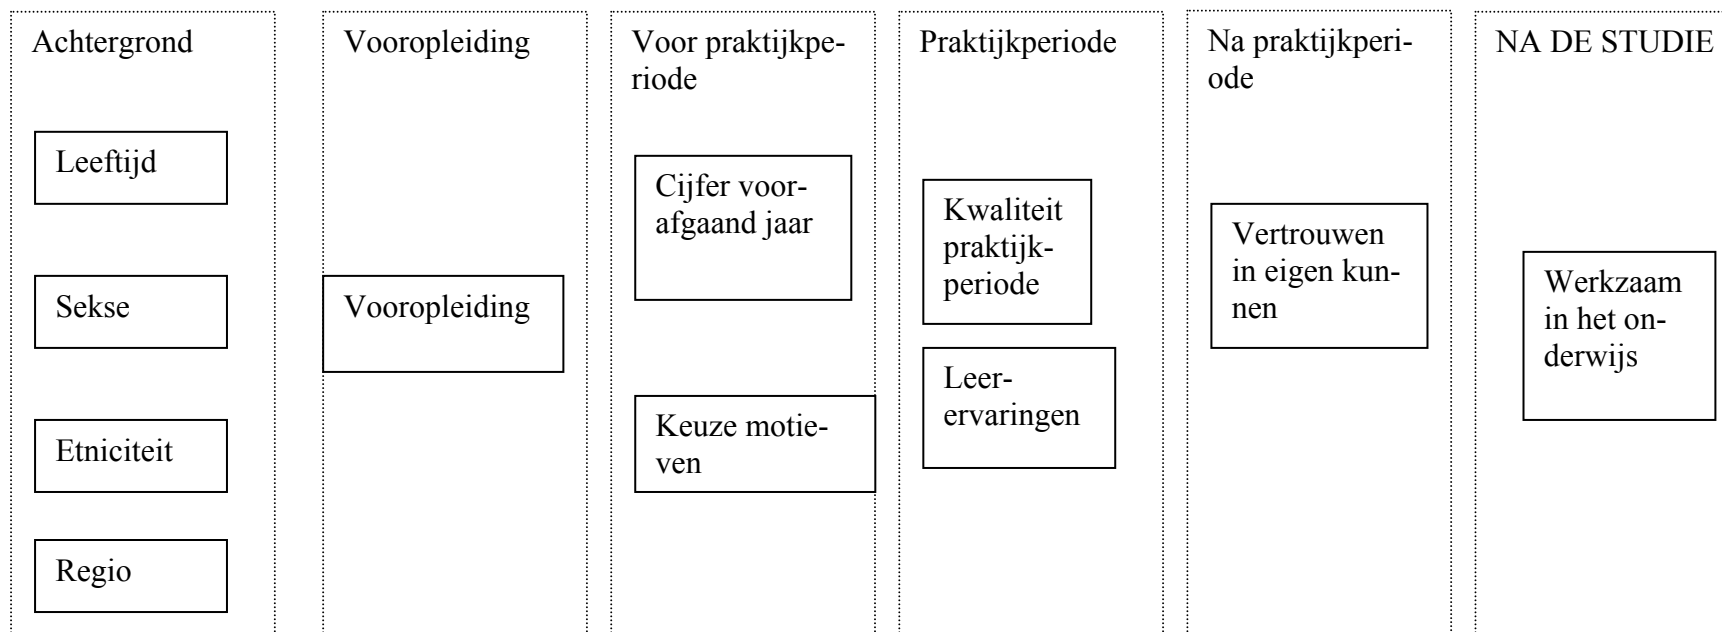 Achtergrond
Leeftijd
Sekse
Etniciteit
Regio
Vooropleiding
Vooropleiding
Voor praktijkpe-
riode
Cijfer voor-
afgaand jaar
Keuze motie-
ven
Praktijkperiode
Kwaliteit
praktijk-
periode
Leer-
ervaringen
Na praktijkperi-
ode
Vertrouwen
in eigen kun-
nen
NA DE STUDIE
Werkzaam
in het on-
derwijs